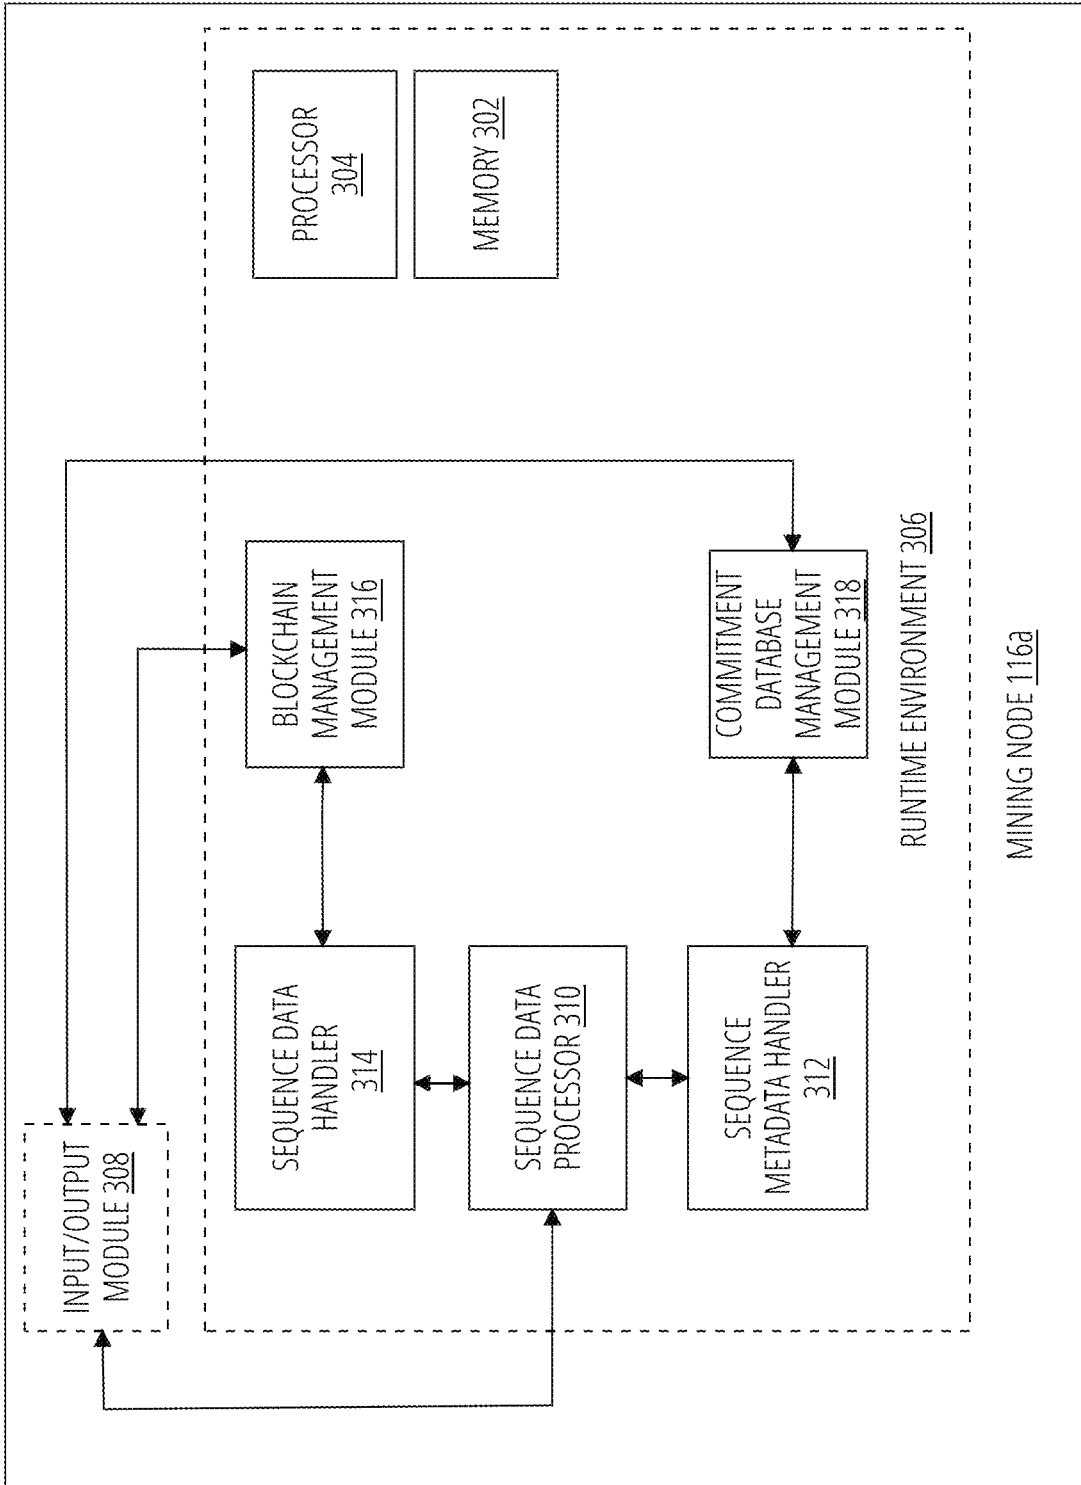 INPUT/OUTPUT
MODULE 308
SEQUENCE DATA
HANDLER
314
BLOCKCHAIN
MANAGEMENT
MODULE 316
PROCESSOR
304
MEMORY 302
SEQUENCE DATA
PROCESSOR 310
SEQUENCE
METADATA HANDLER
312
COMMITMENT
DATABASE
MANAGEMENT
MODULE 318
RUNTIME ENVIRONMENT 306
MINING NODE 116a